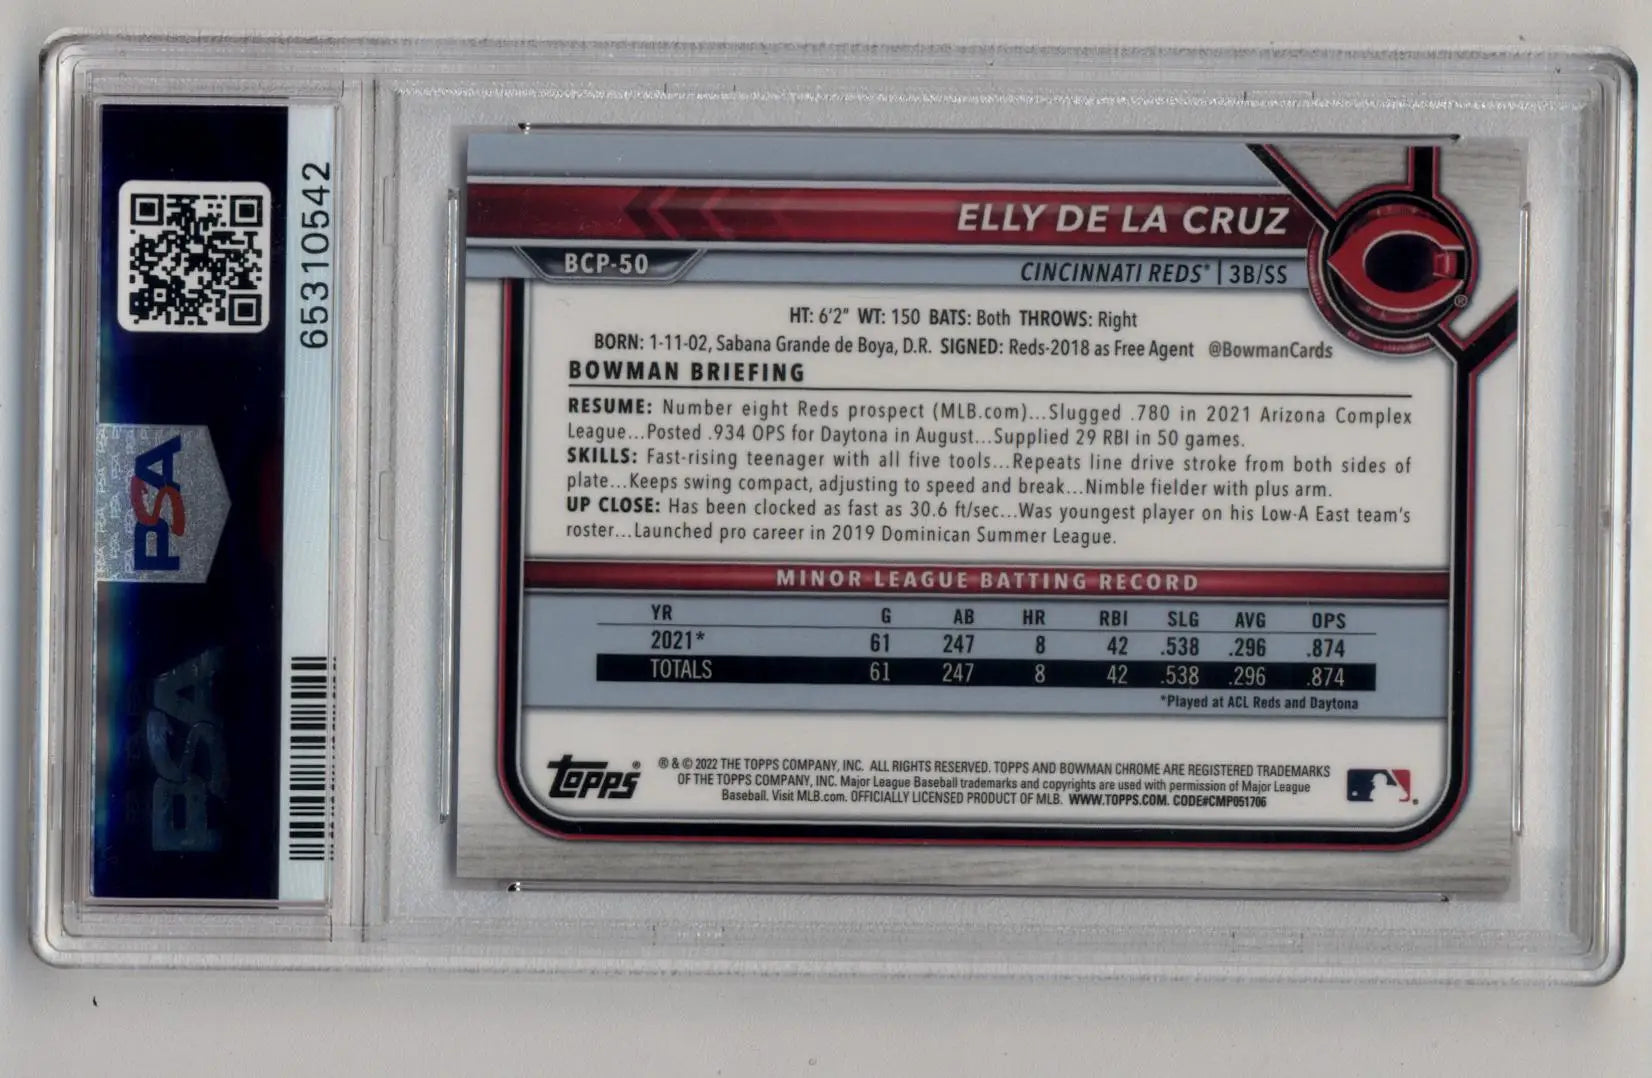 65310542
PSA
PSA
ELLY DE LA CRUZ
BCP-50
CINCINNATI REDS® | 3B/SS
HT: 6'2" WT: 150 BATS: Both THROWS: Right
BORN: 1-11-02, Sabana Grande de Boya, D.R. SIGNED: Reds-2018 as Free Agent @BowmanCards
BOWMAN BRIEFING
RESUME: Number eight Reds prospect (MLB.com)...Slugged .780 in 2021 Arizona Complex
League...Posted .934 OPS for Daytona in August...Supplied 29 RBI in 50 games.
SKILLS: Fast-rising teenager with all five tools...Repeats line drive stroke from both sides of
plate...Keeps swing compact, adjusting to speed and break...Nimble fielder with plus arm.
UP CLOSE: Has been clocked as fast as 30.6 ft/sec...Was youngest player on his Low-A East team's
roster...Launched pro career in 2019 Dominican Summer League.
MINOR LEAGUE BATTING RECORD
YR G AB HR RBI SLG AVG OPS
2021* 61 247 8 42 .538 .296 .874
TOTALS 61 247 8 42 .538 .296 .874
*Played at ACL Reds and Daytona
TOPPS®
® & © 2022 THE TOPPS COMPANY, INC. ALL RIGHTS RESERVED. TOPPS AND BOWMAN CHROME ARE REGISTERED TRADEMARKS
OF THE TOPPS COMPANY, INC. Major League Baseball trademarks and copyrights are used with permission of Major League
Baseball. Visit MLB.com. OFFICIALLY LICENSED PRODUCT OF MLB. WWW.TOPPS.COM. CODE#CMP051706